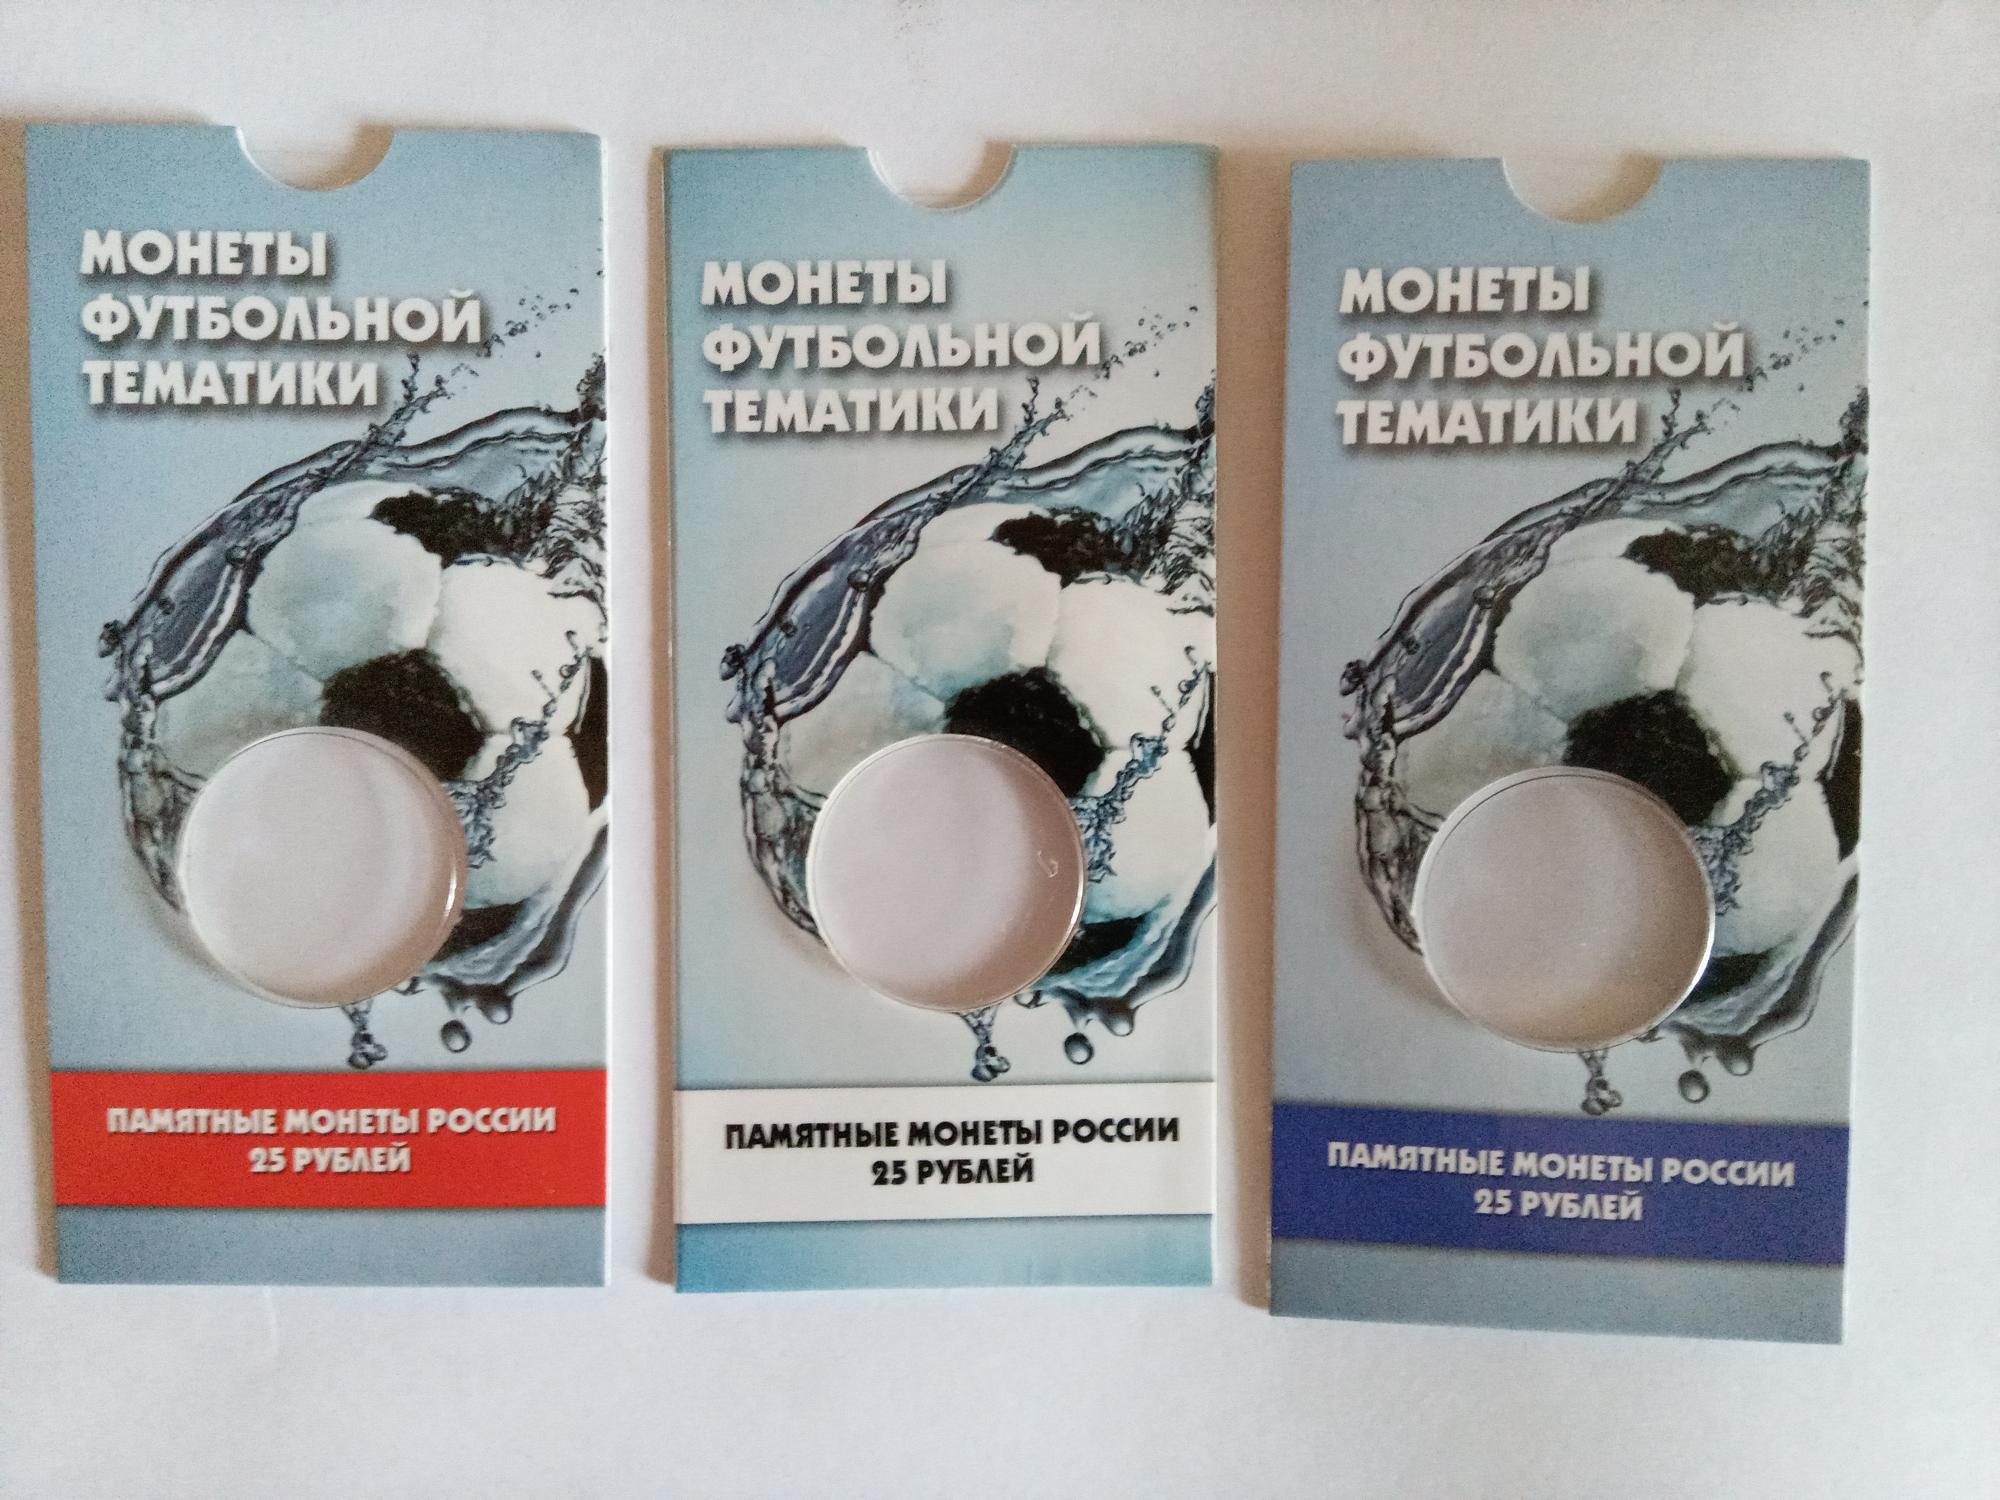 МОНЕТЫ
ФУТБОЛЬНОЙ
ТЕМАТИКИ
ПАМЯТНЫЕ МОНЕТЫ РОССИИ
25 РУБЛЕЙ
МОНЕТЫ
ФУТБОЛЬНОЙ
ТЕМАТИКИ
ПАМЯТНЫЕ МОНЕТЫ РОССИИ
25 РУБЛЕЙ
МОНЕТЫ
ФУТБОЛЬНОЙ
ТЕМАТИКИ
ПАМЯТНЫЕ МОНЕТЫ РОССИИ
25 РУБЛЕЙ